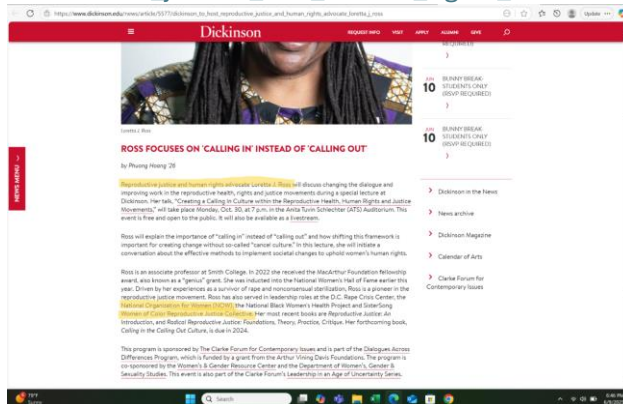 https://www.dickinson.edu/news/article/5577/dickinson_to_host_reproductive_justice_and_human_rights_advocate_loretta_j_ross
Update
Dickinson
REQUEST INFO VISIT APPLY ALUMNI GIVE
REQUIRED)
JUN
10
BUNNY BREAK-
STUDENTS ONLY
(RSVP REQUIRED)
JUN
10
BUNNY BREAK-
STUDENTS ONLY
(RSVP REQUIRED)
Loretta J. Ross
ROSS FOCUSES ON 'CALLING IN' INSTEAD OF 'CALLING OUT'
by Phuong Hoang '26
Reproductive justice and human rights advocate Loretta J. Ross will discuss changing the dialogue and
improving work in the reproductive health, rights and justice movements during a special lecture at
Dickinson. Her talk, "Creating a Calling In Culture within the Reproductive Health, Human Rights and Justice
Movements," will take place Monday, Oct. 30, at 7 p.m. in the Anita Tuvin Schlechter (ATS) Auditorium. This
event is free and open to the public. It will also be available as a livestream.
Ross will explain the importance of "calling in" instead of "calling out" and how shifting this framework is
important for creating change without so-called "cancel culture." In this lecture, she will initiate a
conversation about the effective methods to implement societal changes to uphold women's human rights.
Ross is an associate professor at Smith College. In 2022 she received the MacArthur Foundation fellowship
award, also known as a "genius" grant. She was inducted into the National Women's Hall of Fame earlier this
year. Driven by her experiences as a survivor of rape and nonconsensual sterilization, Ross is a pioneer in the
reproductive justice movement. Ross has also served in leadership roles at the D.C. Rape Crisis Center, the
National Organization for Women (NOW), the National Black Women's Health Project and SisterSong
Women of Color Reproductive Justice Collective. Her most recent books are Reproductive Justice: An
Introduction, and Radical Reproductive Justice: Foundations, Theory, Practice, Critique. Her forthcoming book,
Calling in the Calling Out Culture, is due in 2024.
This program is sponsored by The Clarke Forum for Contemporary Issues and is part of the Dialogues Across
Differences Program, which is funded by a grant from the Arthur Vining Davis Foundations. The program is
co-sponsored by the Women's & Gender Resource Center and the Department of Women's, Gender &
Sexuality Studies. This event is also part of the Clarke Forum's Leadership in an Age of Uncertainty Series.
NEWS MENU
Dickinson in the News
News archive
Dickinson Magazine
Calendar of Arts
Clarke Forum for
Contemporary Issues
Sunny
Search